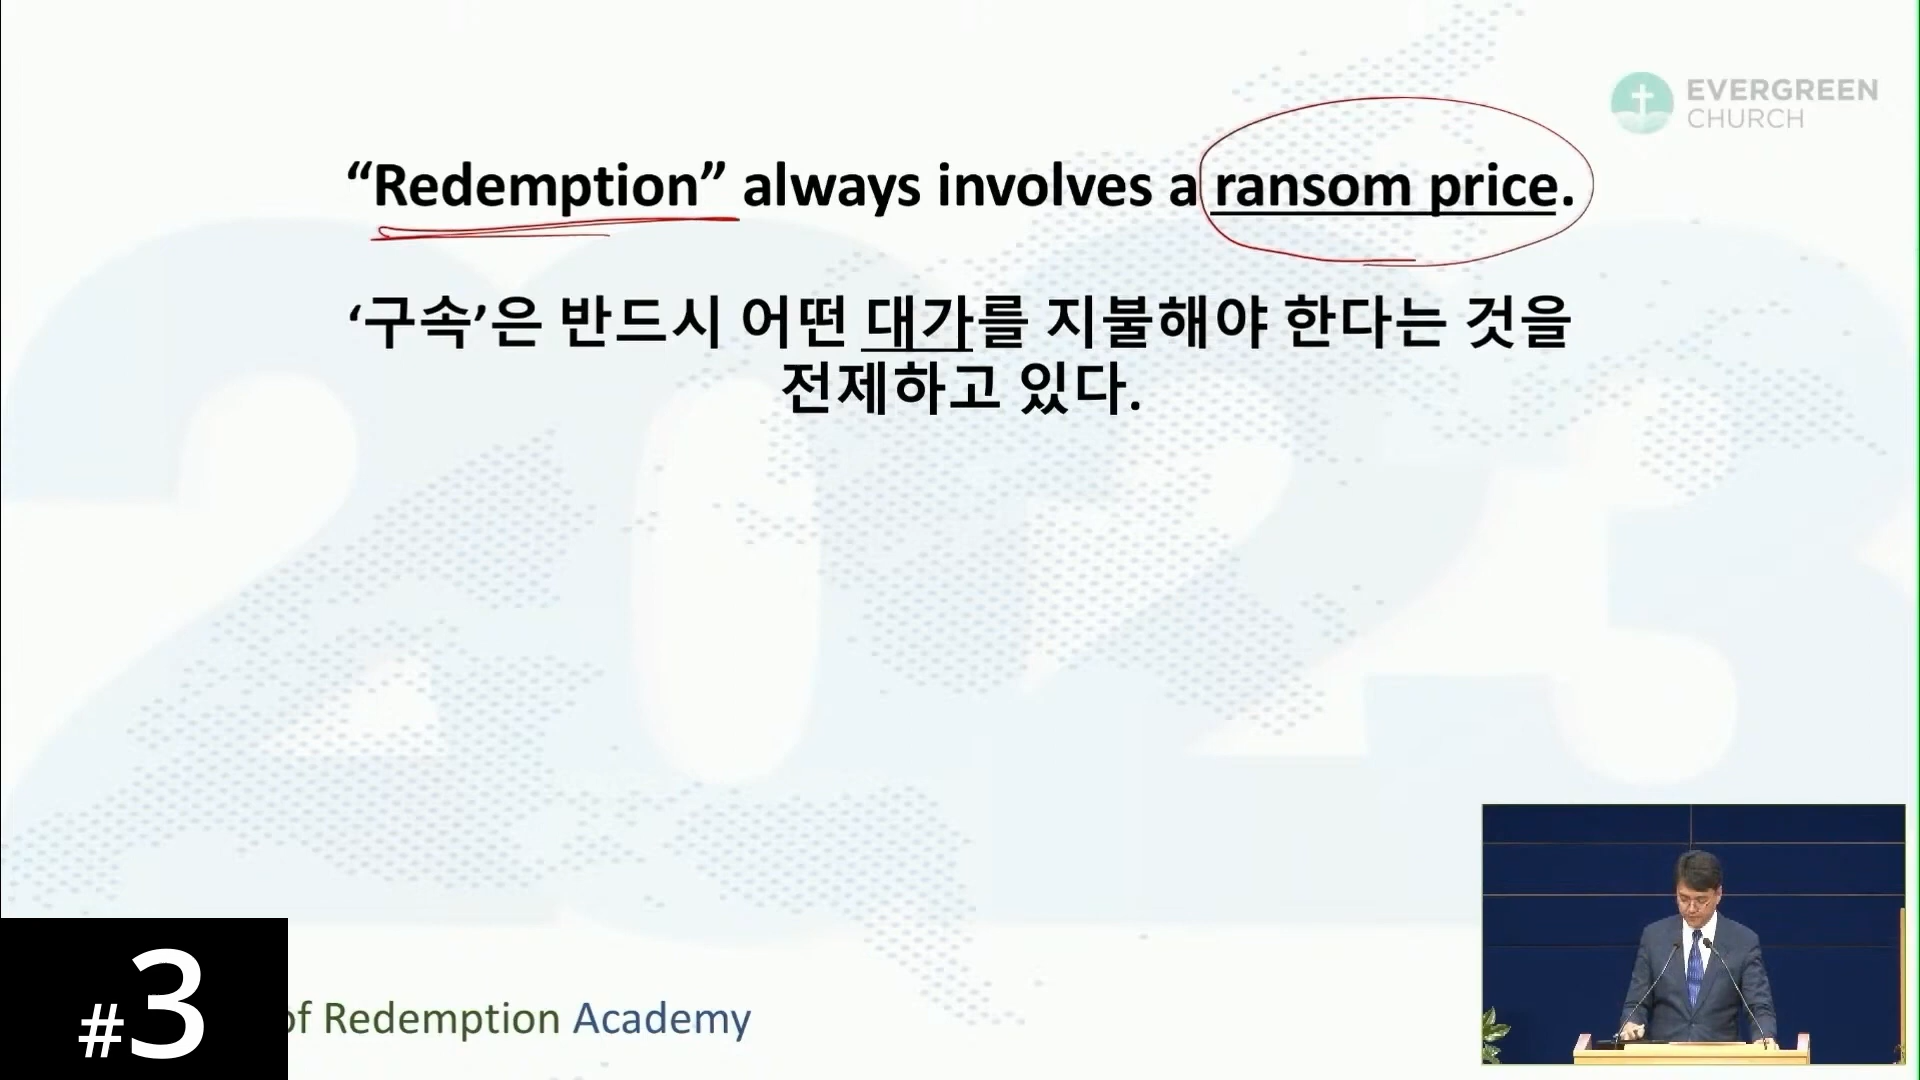 EVERGREEN
CHURCH
“Redemption” always involves a ransom price.
‘구속’은 반드시 어떤 대가를 지불해야 한다는 것을
전제하고 있다.
#3
of Redemption Academy